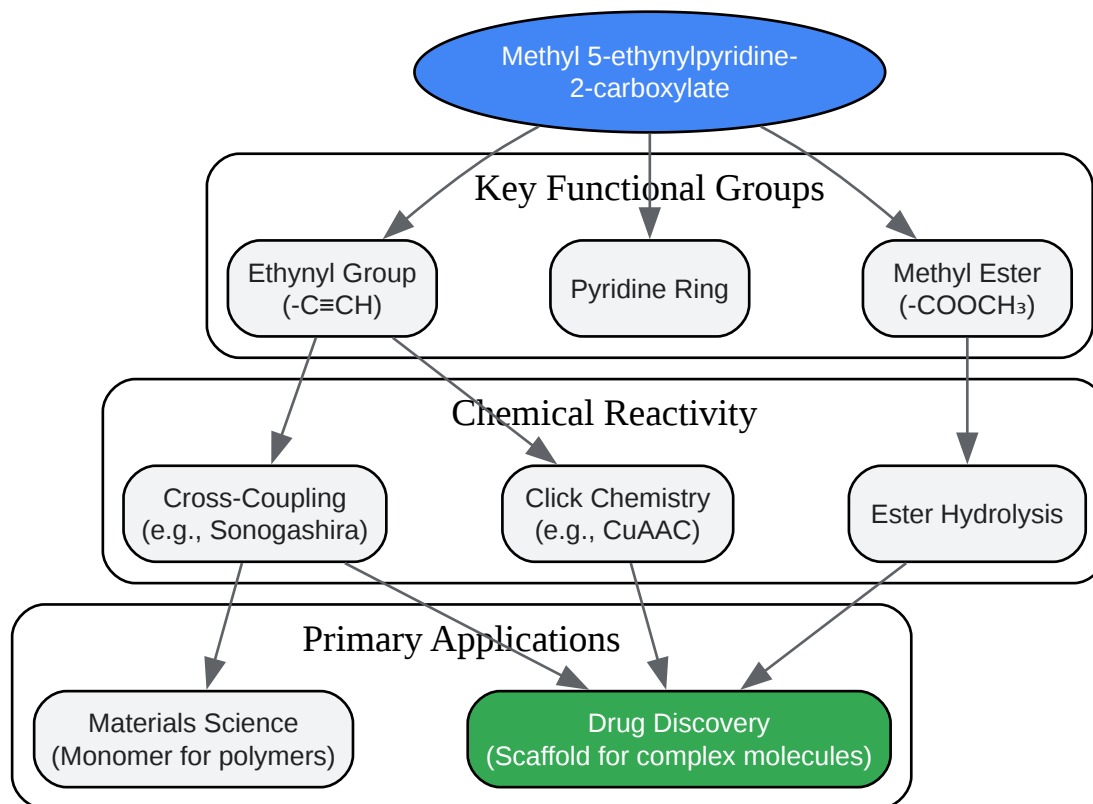 Methyl 5-ethynylpyridine-
2-carboxylate
Key Functional Groups
Ethynyl Group
(-C≡CH)
Pyridine Ring
Methyl Ester
(-COOCH₃)
Chemical Reactivity
Cross-Coupling
(e.g., Sonogashira)
Click Chemistry
(e.g., CuAAC)
Ester Hydrolysis
Primary Applications
Materials Science
(Monomer for polymers)
Drug Discovery
(Scaffold for complex molecules)